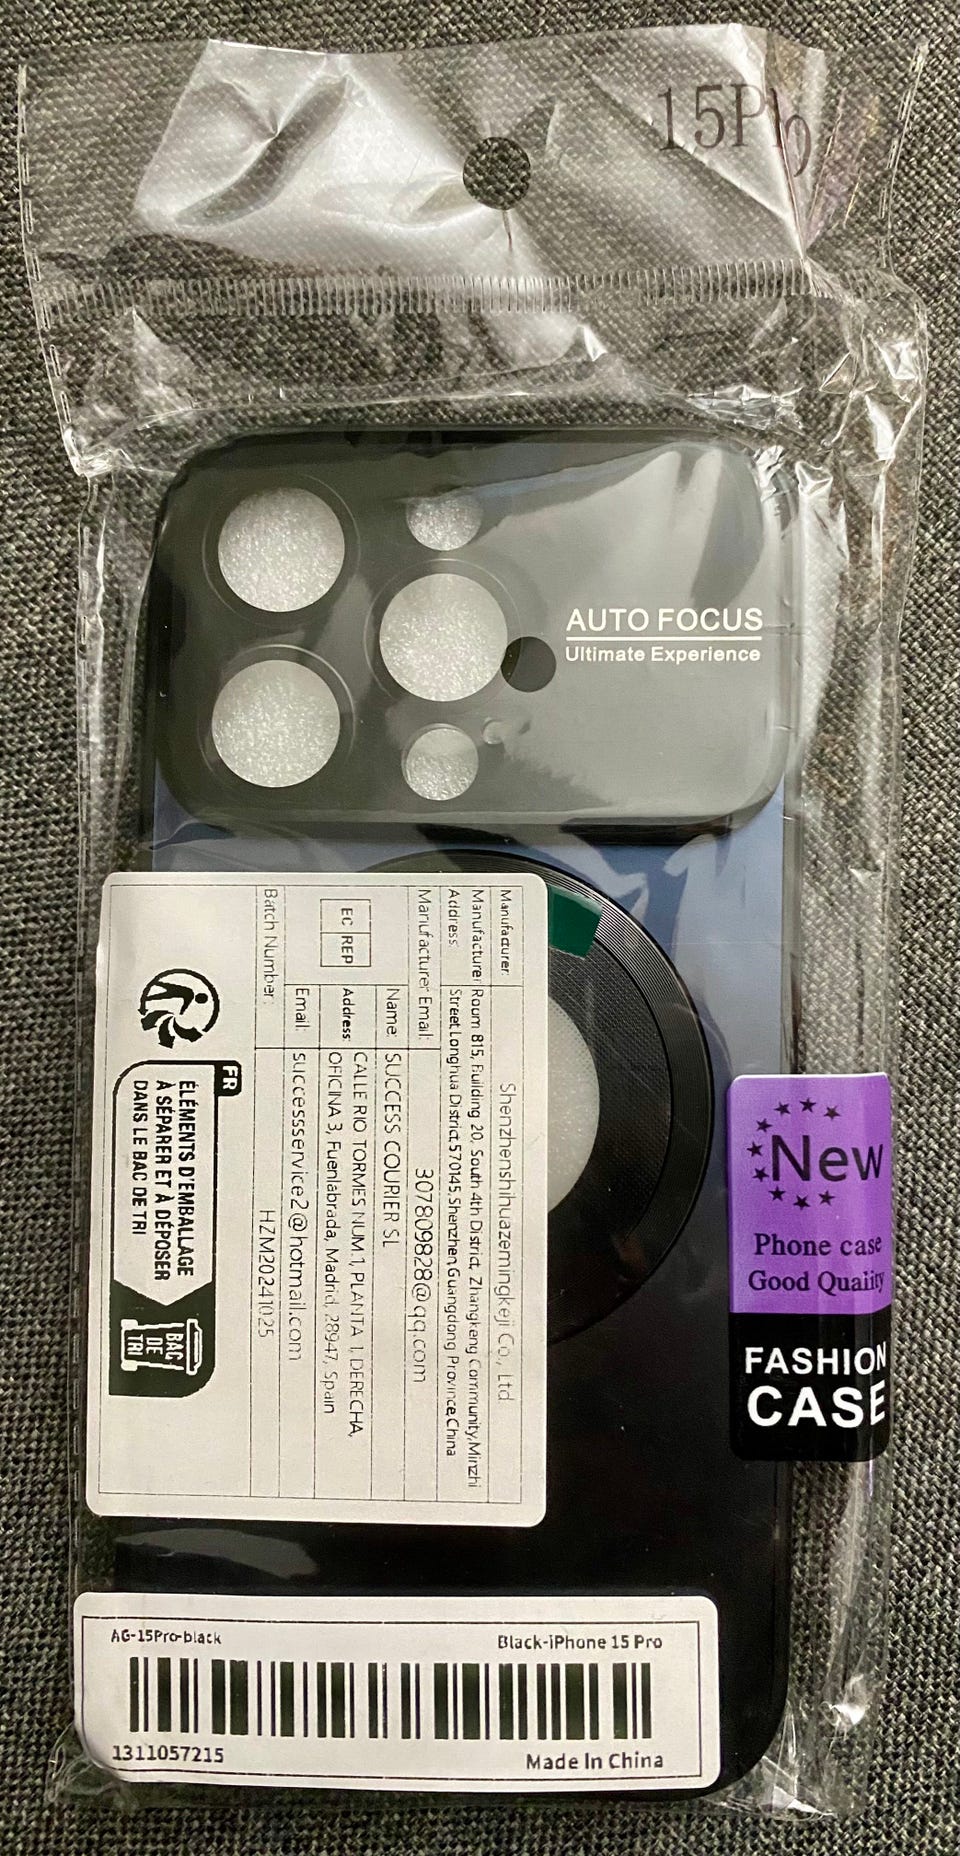 15Pro
AUTO FOCUS
Ultimate Experience
Manufacturer: Shenzhenshihuazemingkeji Co., Ltd
Manufacturer Address: Room 815, Building 20, South 4th District, Zhangkeng Community, Minzhi
Street, Longhua District, 570145, Shenzhen, Guangdong Province, China
Manufacturer Email: 307809828@qq.com
EC REP
Name: SUCCESS COURIER SL
Address: CALLE RIO TORMES NUM.1, PLANTA 1, DERECHA,
OFICINA 3, Fuenlabrada, Madrid, 28947, Spain
Email: successservice2@hotmail.com
Batch Number: HZM20241025
FR
ÉLÉMENTS D'EMBALLAGE
À SÉPARER ET À DÉPOSER
DANS LE BAC DE TRI
BAC
DE
TRI
New
Phone case
Good Quality
FASHION
CASE
AG-15Pro-black
Black-iPhone 15 Pro
1311057215
Made In China